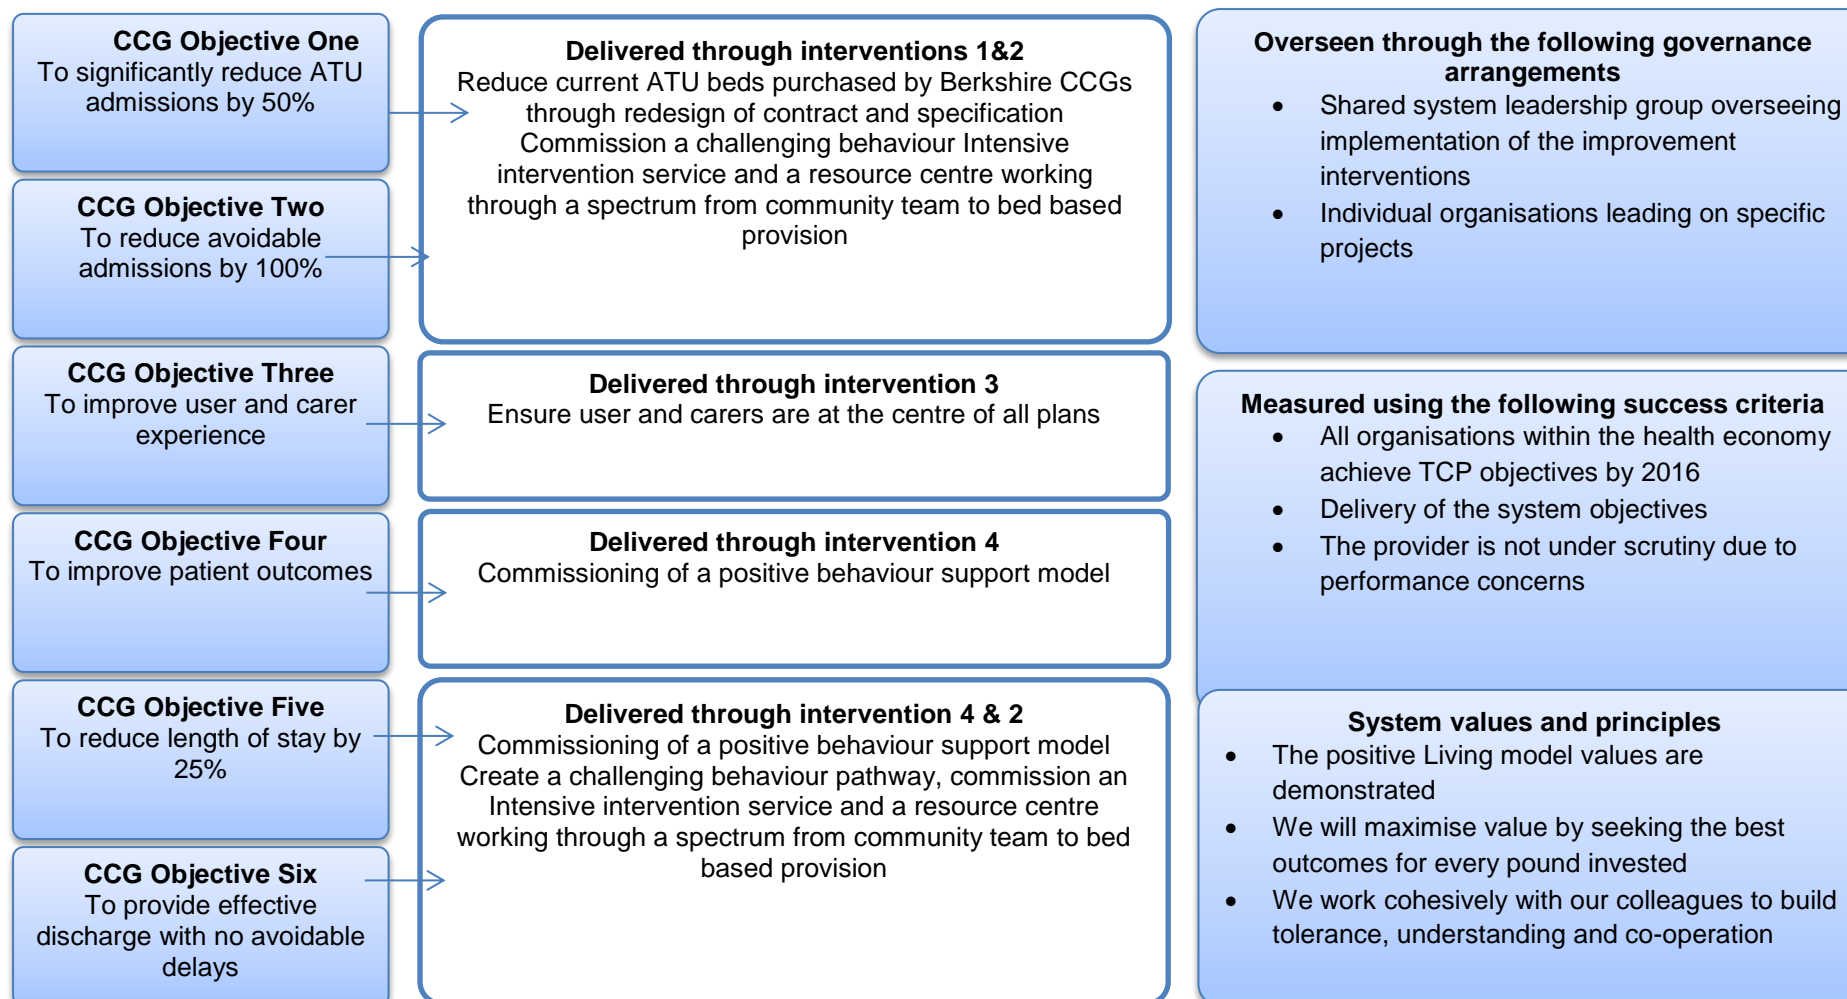 CCG Objective One
To significantly reduce ATU
admissions by 50%
CCG Objective Two
To reduce avoidable
admissions by 100%
CCG Objective Three
To improve user and carer
experience
CCG Objective Four
To improve patient outcomes
CCG Objective Five
To reduce length of stay by
25%
CCG Objective Six
To provide effective
discharge with no avoidable
delays
Delivered through interventions 1&2
Reduce current ATU beds purchased by Berkshire CCGs
through redesign of contract and specification
Commission a challenging behaviour Intensive
intervention service and a resource centre working
through a spectrum from community team to bed based
provision
Delivered through intervention 3
Ensure user and carers are at the centre of all plans
Delivered through intervention 4
Commissioning of a positive behaviour support model
Delivered through intervention 4 & 2
Commissioning of a positive behaviour support model
Create a challenging behaviour pathway, commission an
Intensive intervention service and a resource centre
working through a spectrum from community team to bed
based provision
Overseen through the following governance
arrangements
• Shared system leadership group overseeing
implementation of the improvement
interventions
• Individual organisations leading on specific
projects
Measured using the following success criteria
• All organisations within the health economy
achieve TCP objectives by 2016
• Delivery of the system objectives
• The provider is not under scrutiny due to
performance concerns
System values and principles
• The positive Living model values are
demonstrated
• We will maximise value by seeking the best
outcomes for every pound invested
• We work cohesively with our colleagues to build
tolerance, understanding and co-operation